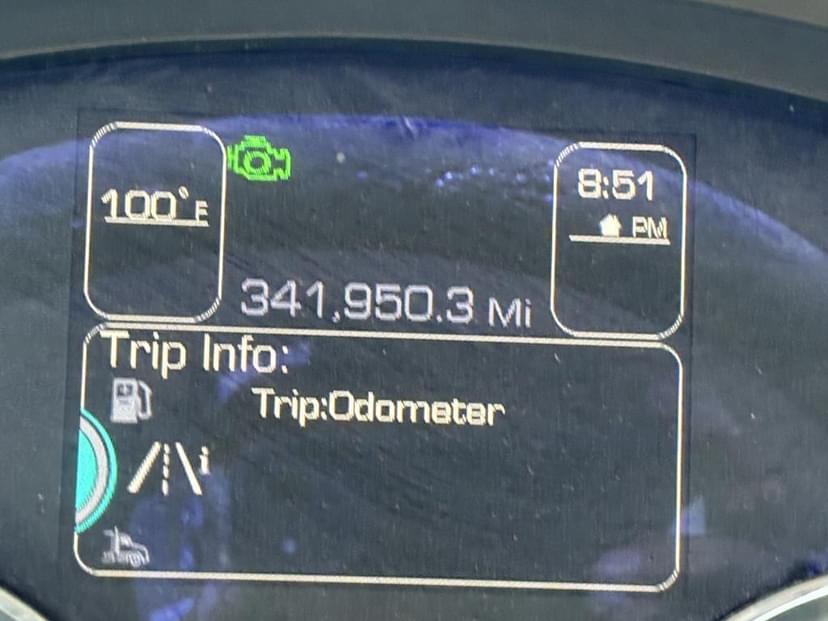 100°F
8:51
PM
341,950.3 Mi
Trip Info:
Trip:Odometer
i